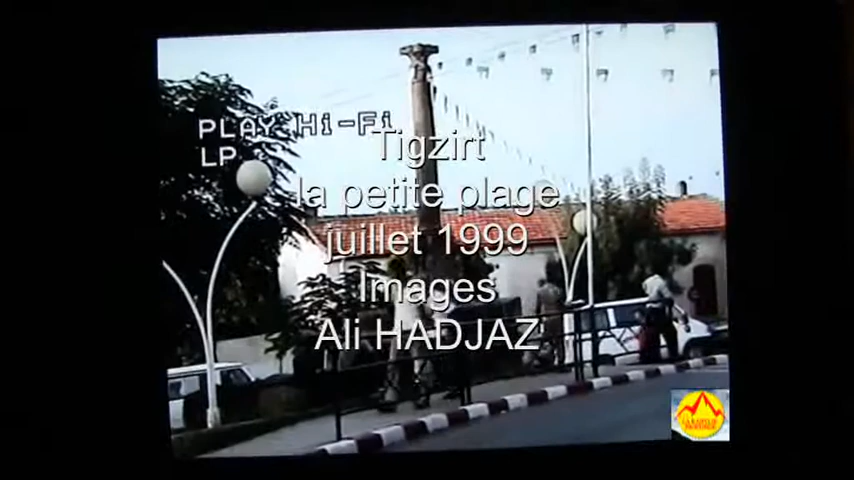 PLAY Hi-Fi
LP
Tigzirt
la petite plage
juillet 1999
Images
Ali HADJAZ